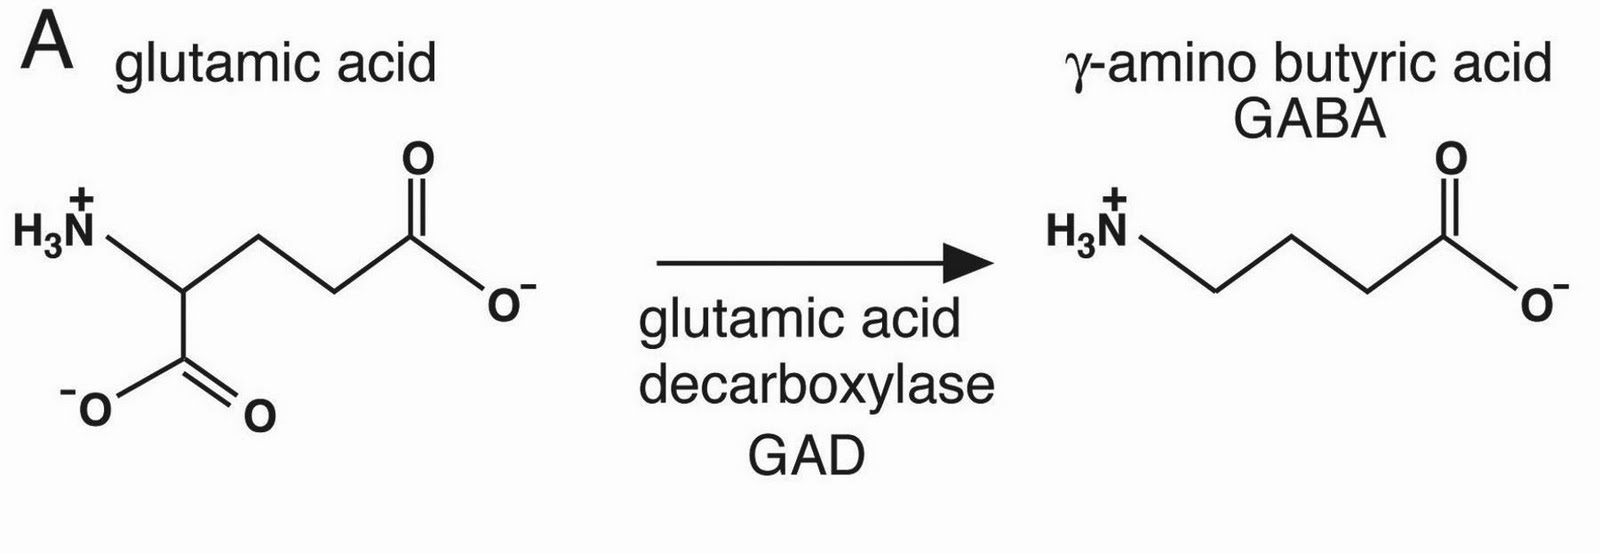 A
glutamic acid
γ-amino butyric acid
GABA
O
O
H₃N⁺
H₃N⁺
O⁻
O⁻
glutamic acid
decarboxylase
GAD
⁻O
O